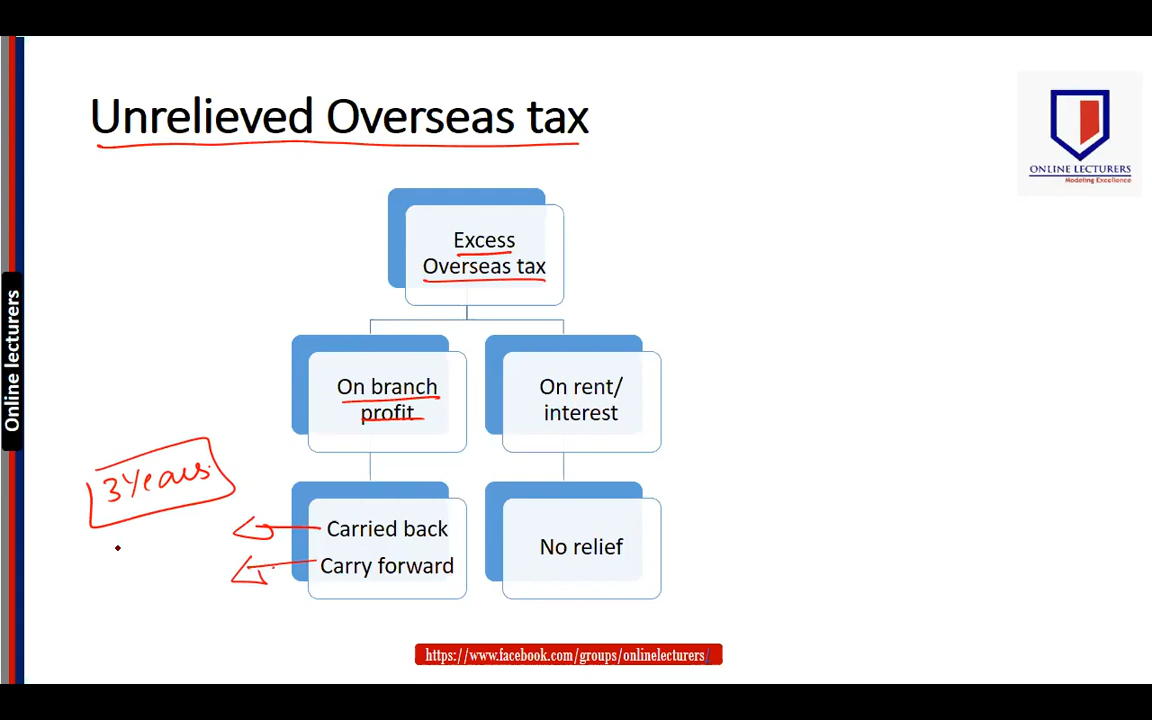 Unrelieved Overseas tax
ONLINE LECTURERS
Modeling Excellence
Excess
Overseas tax
On branch
profit
On rent/
interest
3 Years
Carried back
Carry forward
No relief
Online lecturers
https://www.facebook.com/groups/onlinelecturers/